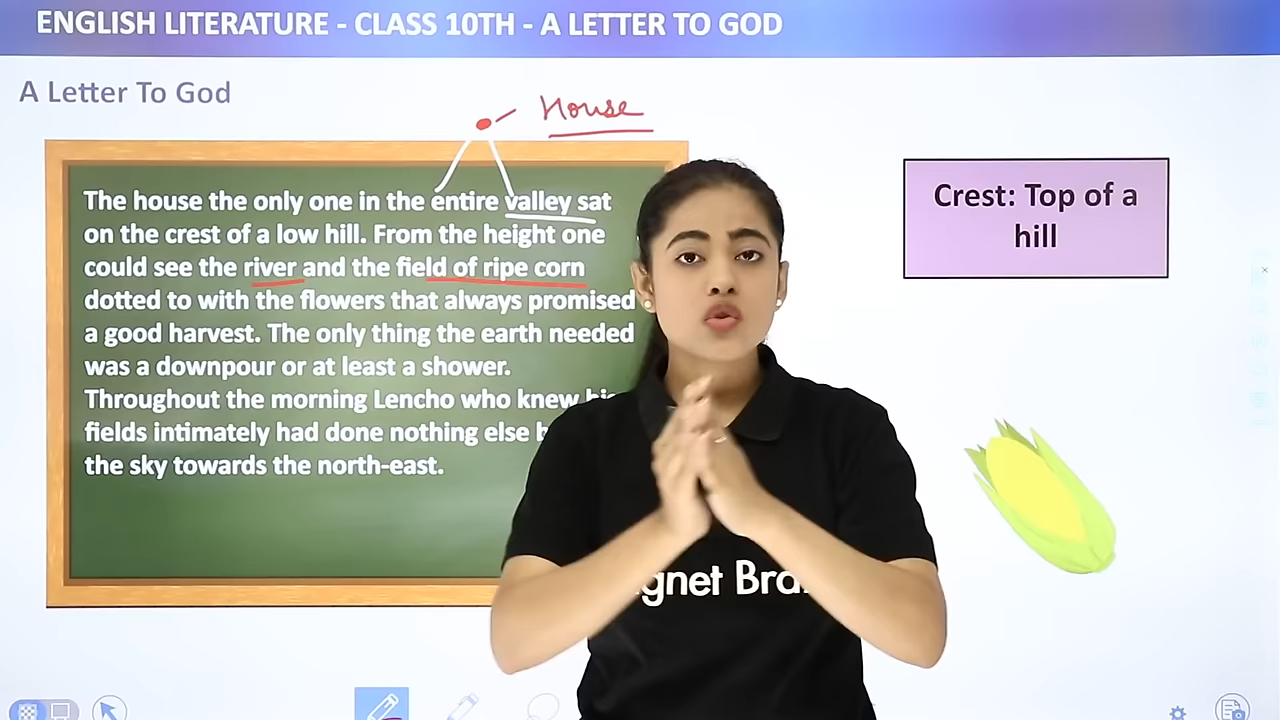 ENGLISH LITERATURE - CLASS 10TH - A LETTER TO GOD
A Letter To God
House
The house the only one in the entire valley sat
on the crest of a low hill. From the height one
could see the river and the field of ripe corn
dotted to with the flowers that always promised
a good harvest. The only thing the earth needed
was a downpour or at least a shower.
Throughout the morning Lencho who knew
fields intimately had done nothing else
the sky towards the north-east.
Crest: Top of a
hill